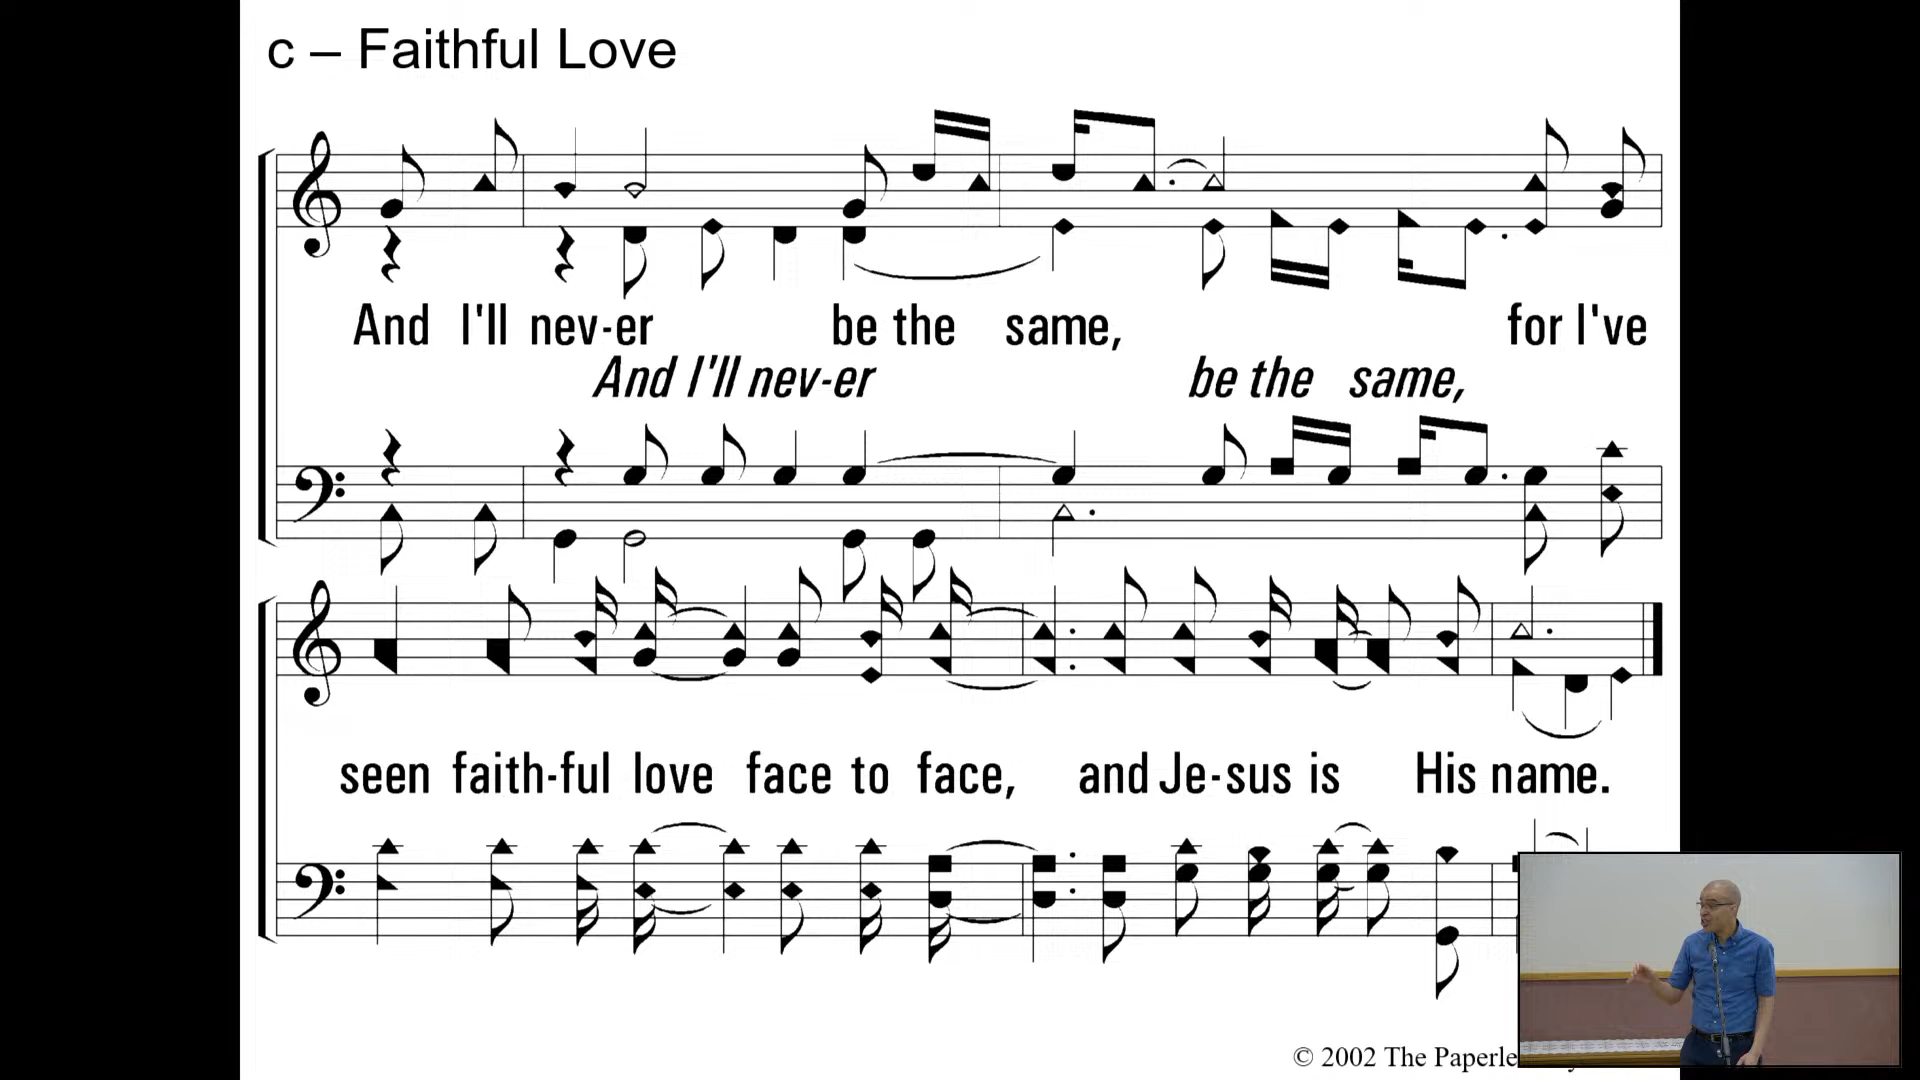 c – Faithful Love
And I'll nev-er be the same, for I've
And I'll nev-er be the same,
seen faith-ful love face to face, and Je-sus is His name.
© 2002 The